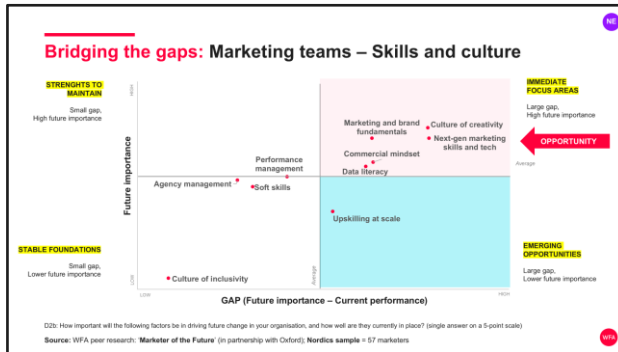 NE
Bridging the gaps: Marketing teams – Skills and culture
STRENGHTS TO
MAINTAIN
Small gap,
High future importance
IMMEDIATE
FOCUS AREAS
Large gap,
High future importance
OPPORTUNITY
Average
HIGH
Future importance
LOW
Marketing and brand
fundamentals
Culture of creativity
Next-gen marketing
skills and tech
Commercial mindset
Data literacy
Performance
management
Agency management
Soft skills
Upskilling at scale
Culture of inclusivity
STABLE FOUNDATIONS
Small gap,
Lower future importance
EMERGING
OPPORTUNITIES
Large gap,
Lower future importance
Average
LOW
HIGH
GAP (Future importance – Current performance)
D2b: How important will the following factors be in driving future change in your organisation, and how well are they currently in place? (single answer on a 5-point scale)
Source: WFA peer research: ‘Marketer of the Future’ (in partnership with Oxford); Nordics sample = 57 marketers
WFA